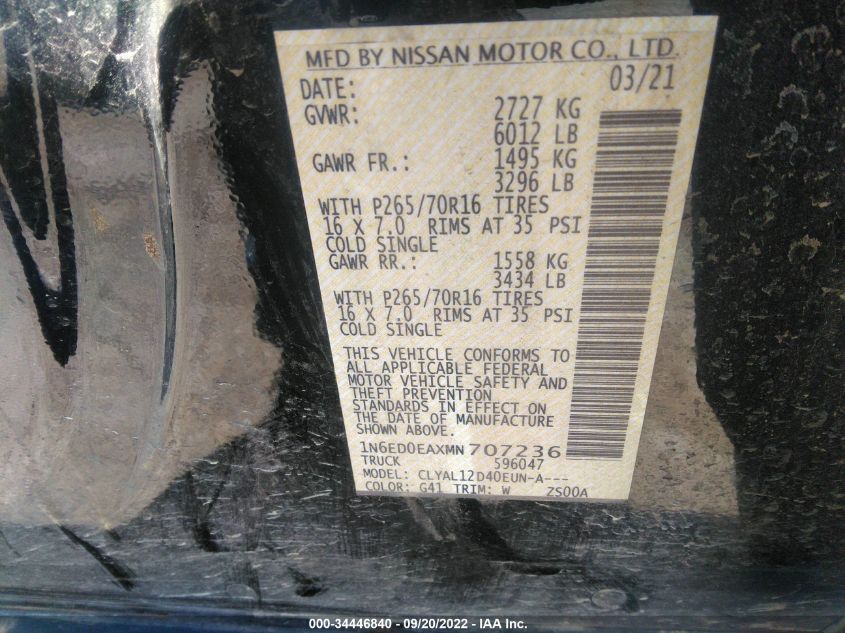 MFD BY NISSAN MOTOR CO., LTD.
DATE: 03/21
GVWR: 2727 KG
6012 LB
GAWR FR.: 1495 KG
3296 LB
WITH P265/70R16 TIRES
16 X 7.0 RIMS AT 35 PSI
COLD SINGLE
GAWR RR.: 1558 KG
3434 LB
WITH P265/70R16 TIRES
16 X 7.0 RIMS AT 35 PSI
COLD SINGLE
THIS VEHICLE CONFORMS TO
ALL APPLICABLE FEDERAL
MOTOR VEHICLE SAFETY AND
THEFT PREVENTION
STANDARDS IN EFFECT ON
THE DATE OF MANUFACTURE
SHOWN ABOVE.
1N6ED0EAXMN707236
TRUCK 596047
MODEL: CLYAL12D40EUN-A---
COLOR: G41 TRIM: W ZS00A
000-34446840 - 09/20/2022 - IAA Inc.